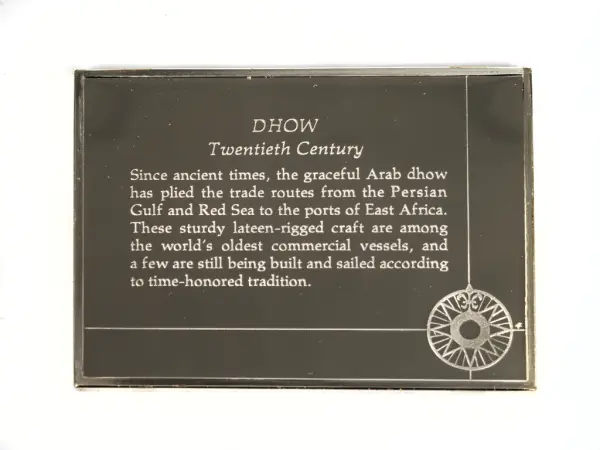 DHOW
Twentieth Century
Since ancient times, the graceful Arab dhow
has plied the trade routes from the Persian
Gulf and Red Sea to the ports of East Africa.
These sturdy lateen-rigged craft are among
the world's oldest commercial vessels, and
a few are still being built and sailed according
to time-honored tradition.